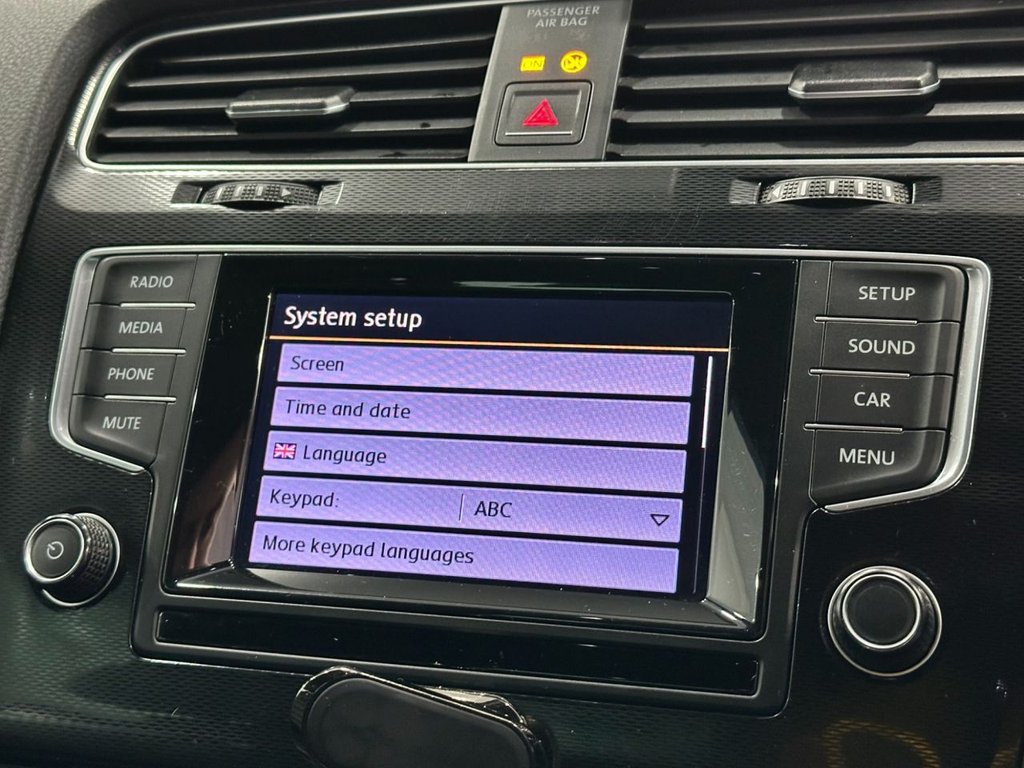 PASSENGER
AIR BAG
ON
RADIO
MEDIA
PHONE
MUTE
System setup
Screen
Time and date
Language
Keypad:
ABC
More keypad languages
SETUP
SOUND
CAR
MENU